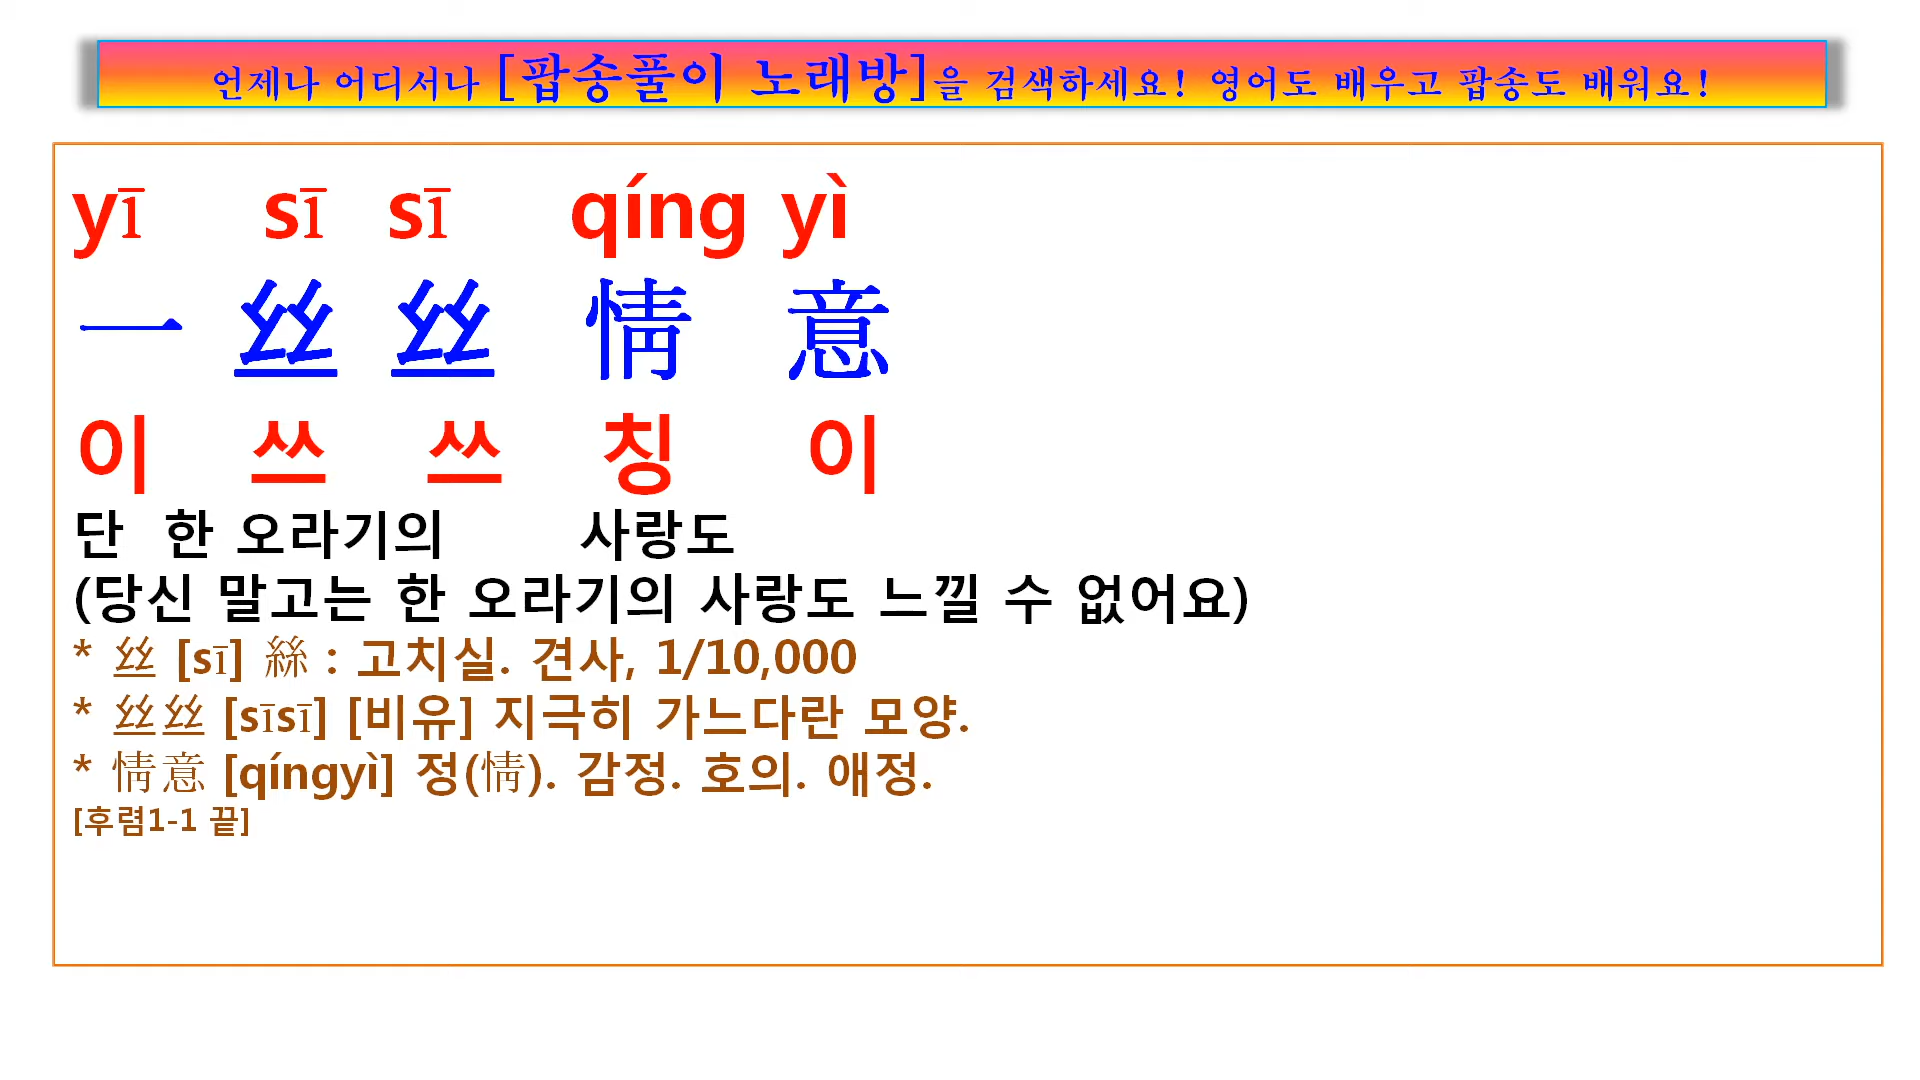 언제나 어디서나 [팝송풀이 노래방]을 검색하세요! 영어도 배우고 팝송도 배워요!
yī sī sī qíng yì
一 丝 丝 情 意
이 쓰 쓰 칭 이
단 한 오라기의 사랑도
(당신 말고는 한 오라기의 사랑도 느낄 수 없어요)
* 丝 [sī] 絲 : 고치실. 견사, 1/10,000
* 丝丝 [sīsī] [비유] 지극히 가느다란 모양.
* 情意 [qíngyì] 정(情). 감정. 호의. 애정.
[후렴1-1 끝]